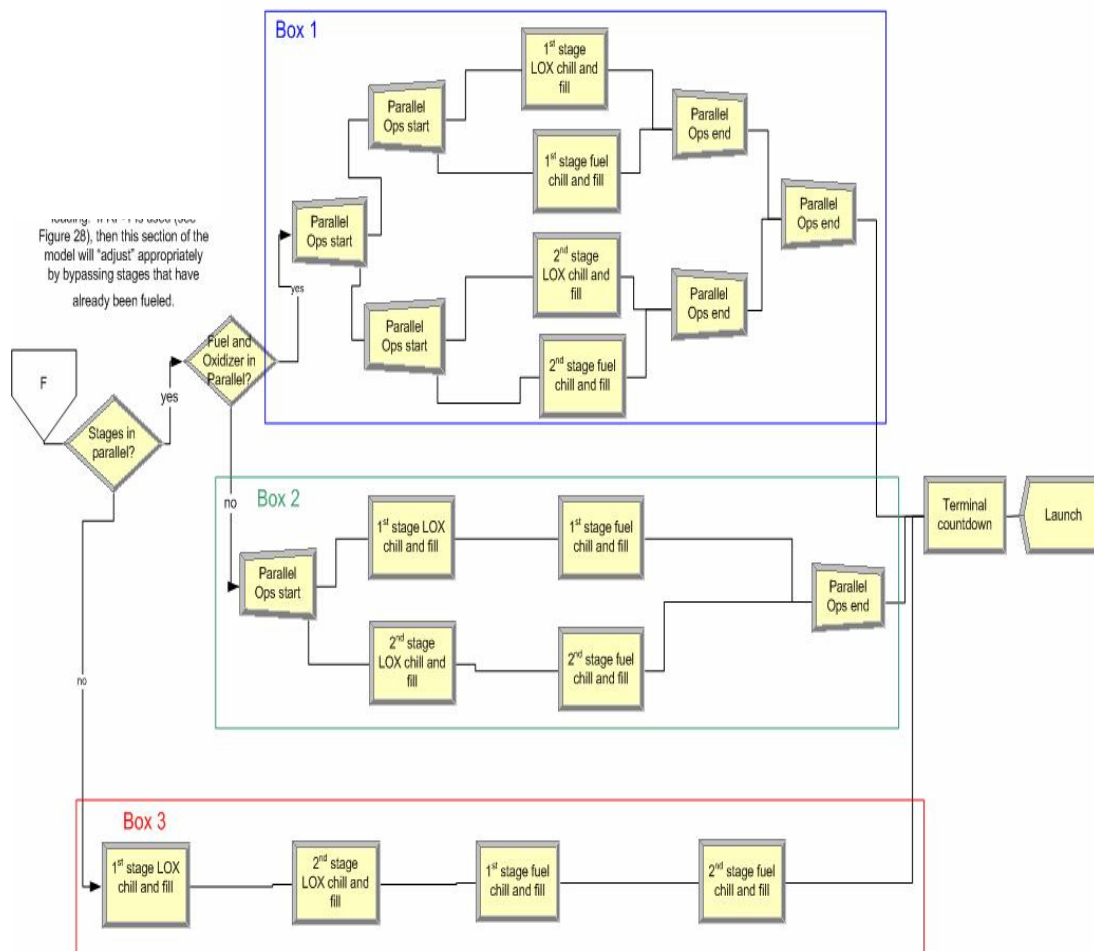 is used (see
Figure 28), then this section of the
model will "adjust" appropriately
by bypassing stages that have
already been fueled.
F
Stages in
parallel?
yes
no
Fuel and
Oxidizer in
Parallel?
yes
no
Box 1
Parallel
Ops start
Parallel
Ops start
1st stage
LOX chill and
fill
1st stage fuel
chill and fill
Parallel
Ops end
Parallel
Ops start
2nd stage
LOX chill and
fill
2nd stage fuel
chill and fill
Parallel
Ops end
Parallel
Ops end
Box 2
Parallel
Ops start
1st stage LOX
chill and fill
1st stage fuel
chill and fill
2nd stage
LOX chill and
fill
2nd stage fuel
chill and fill
Parallel
Ops end
Box 3
1st stage LOX
chill and fill
2nd stage
LOX chill and
fill
1st stage fuel
chill and fill
2nd stage fuel
chill and fill
Terminal
countdown
Launch